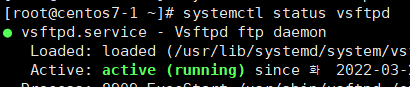 [root@centos7-1 ~]# systemctl status vsftpd
● vsftpd.service - Vsftpd ftp daemon
Loaded: loaded (/usr/lib/systemd/system/vs
Active: active (running) since 2022-03-